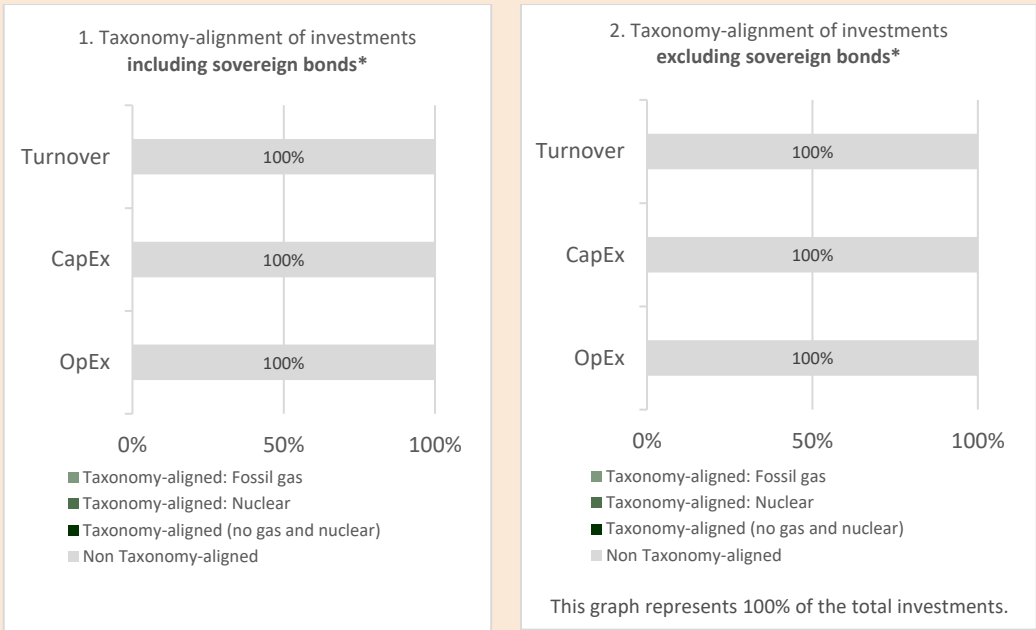 1. Taxonomy-alignment of investments
including sovereign bonds*
Turnover
100%
CapEx
100%
OpEx
100%
0%
50%
100%
Taxonomy-aligned: Fossil gas
Taxonomy-aligned: Nuclear
Taxonomy-aligned (no gas and nuclear)
Non Taxonomy-aligned
2. Taxonomy-alignment of investments
excluding sovereign bonds*
Turnover
100%
CapEx
100%
OpEx
100%
0%
50%
100%
Taxonomy-aligned: Fossil gas
Taxonomy-aligned: Nuclear
Taxonomy-aligned (no gas and nuclear)
Non Taxonomy-aligned
This graph represents 100% of the total investments.